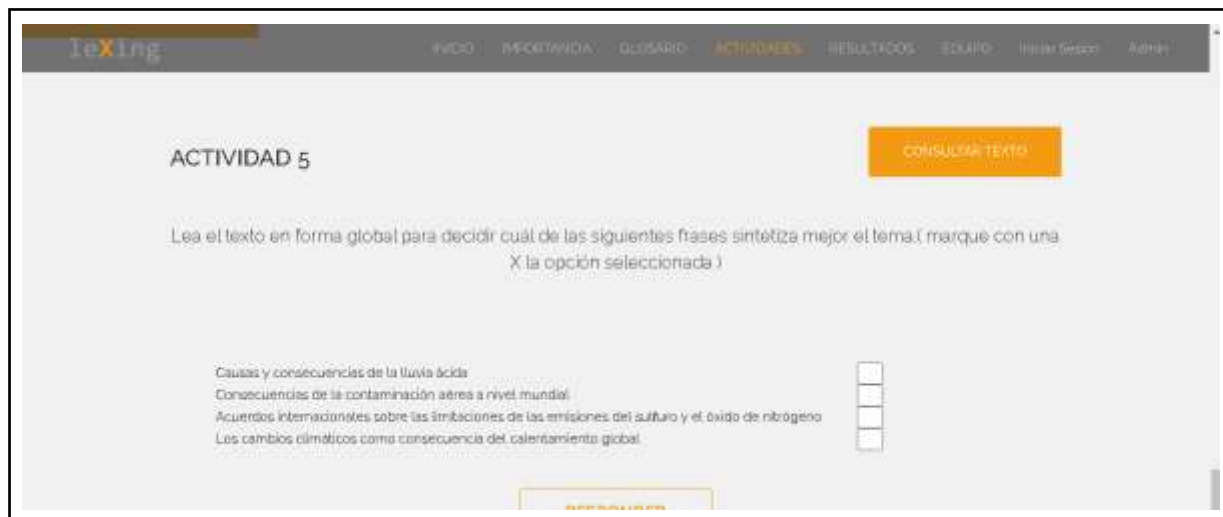 leXing
INICIO IMPORTANCIA GLOSARIO ACTIVIDADES RESULTADOS EQUIPO Iniciar Sesion Admin
ACTIVIDAD 5
CONSULTAR TEXTO
Lea el texto en forma global para decidir cuál de las siguientes frases sintetiza mejor el tema.( marque con una
X la opción seleccionada )
Causas y consecuencias de la lluvia ácida
Consecuencias de la contaminación aérea a nivel mundial
Acuerdos internacionales sobre las limitaciones de las emisiones del sulfuro y el óxido de nitrógeno
Los cambios climáticos como consecuencia del calentamiento global
RESPONDER